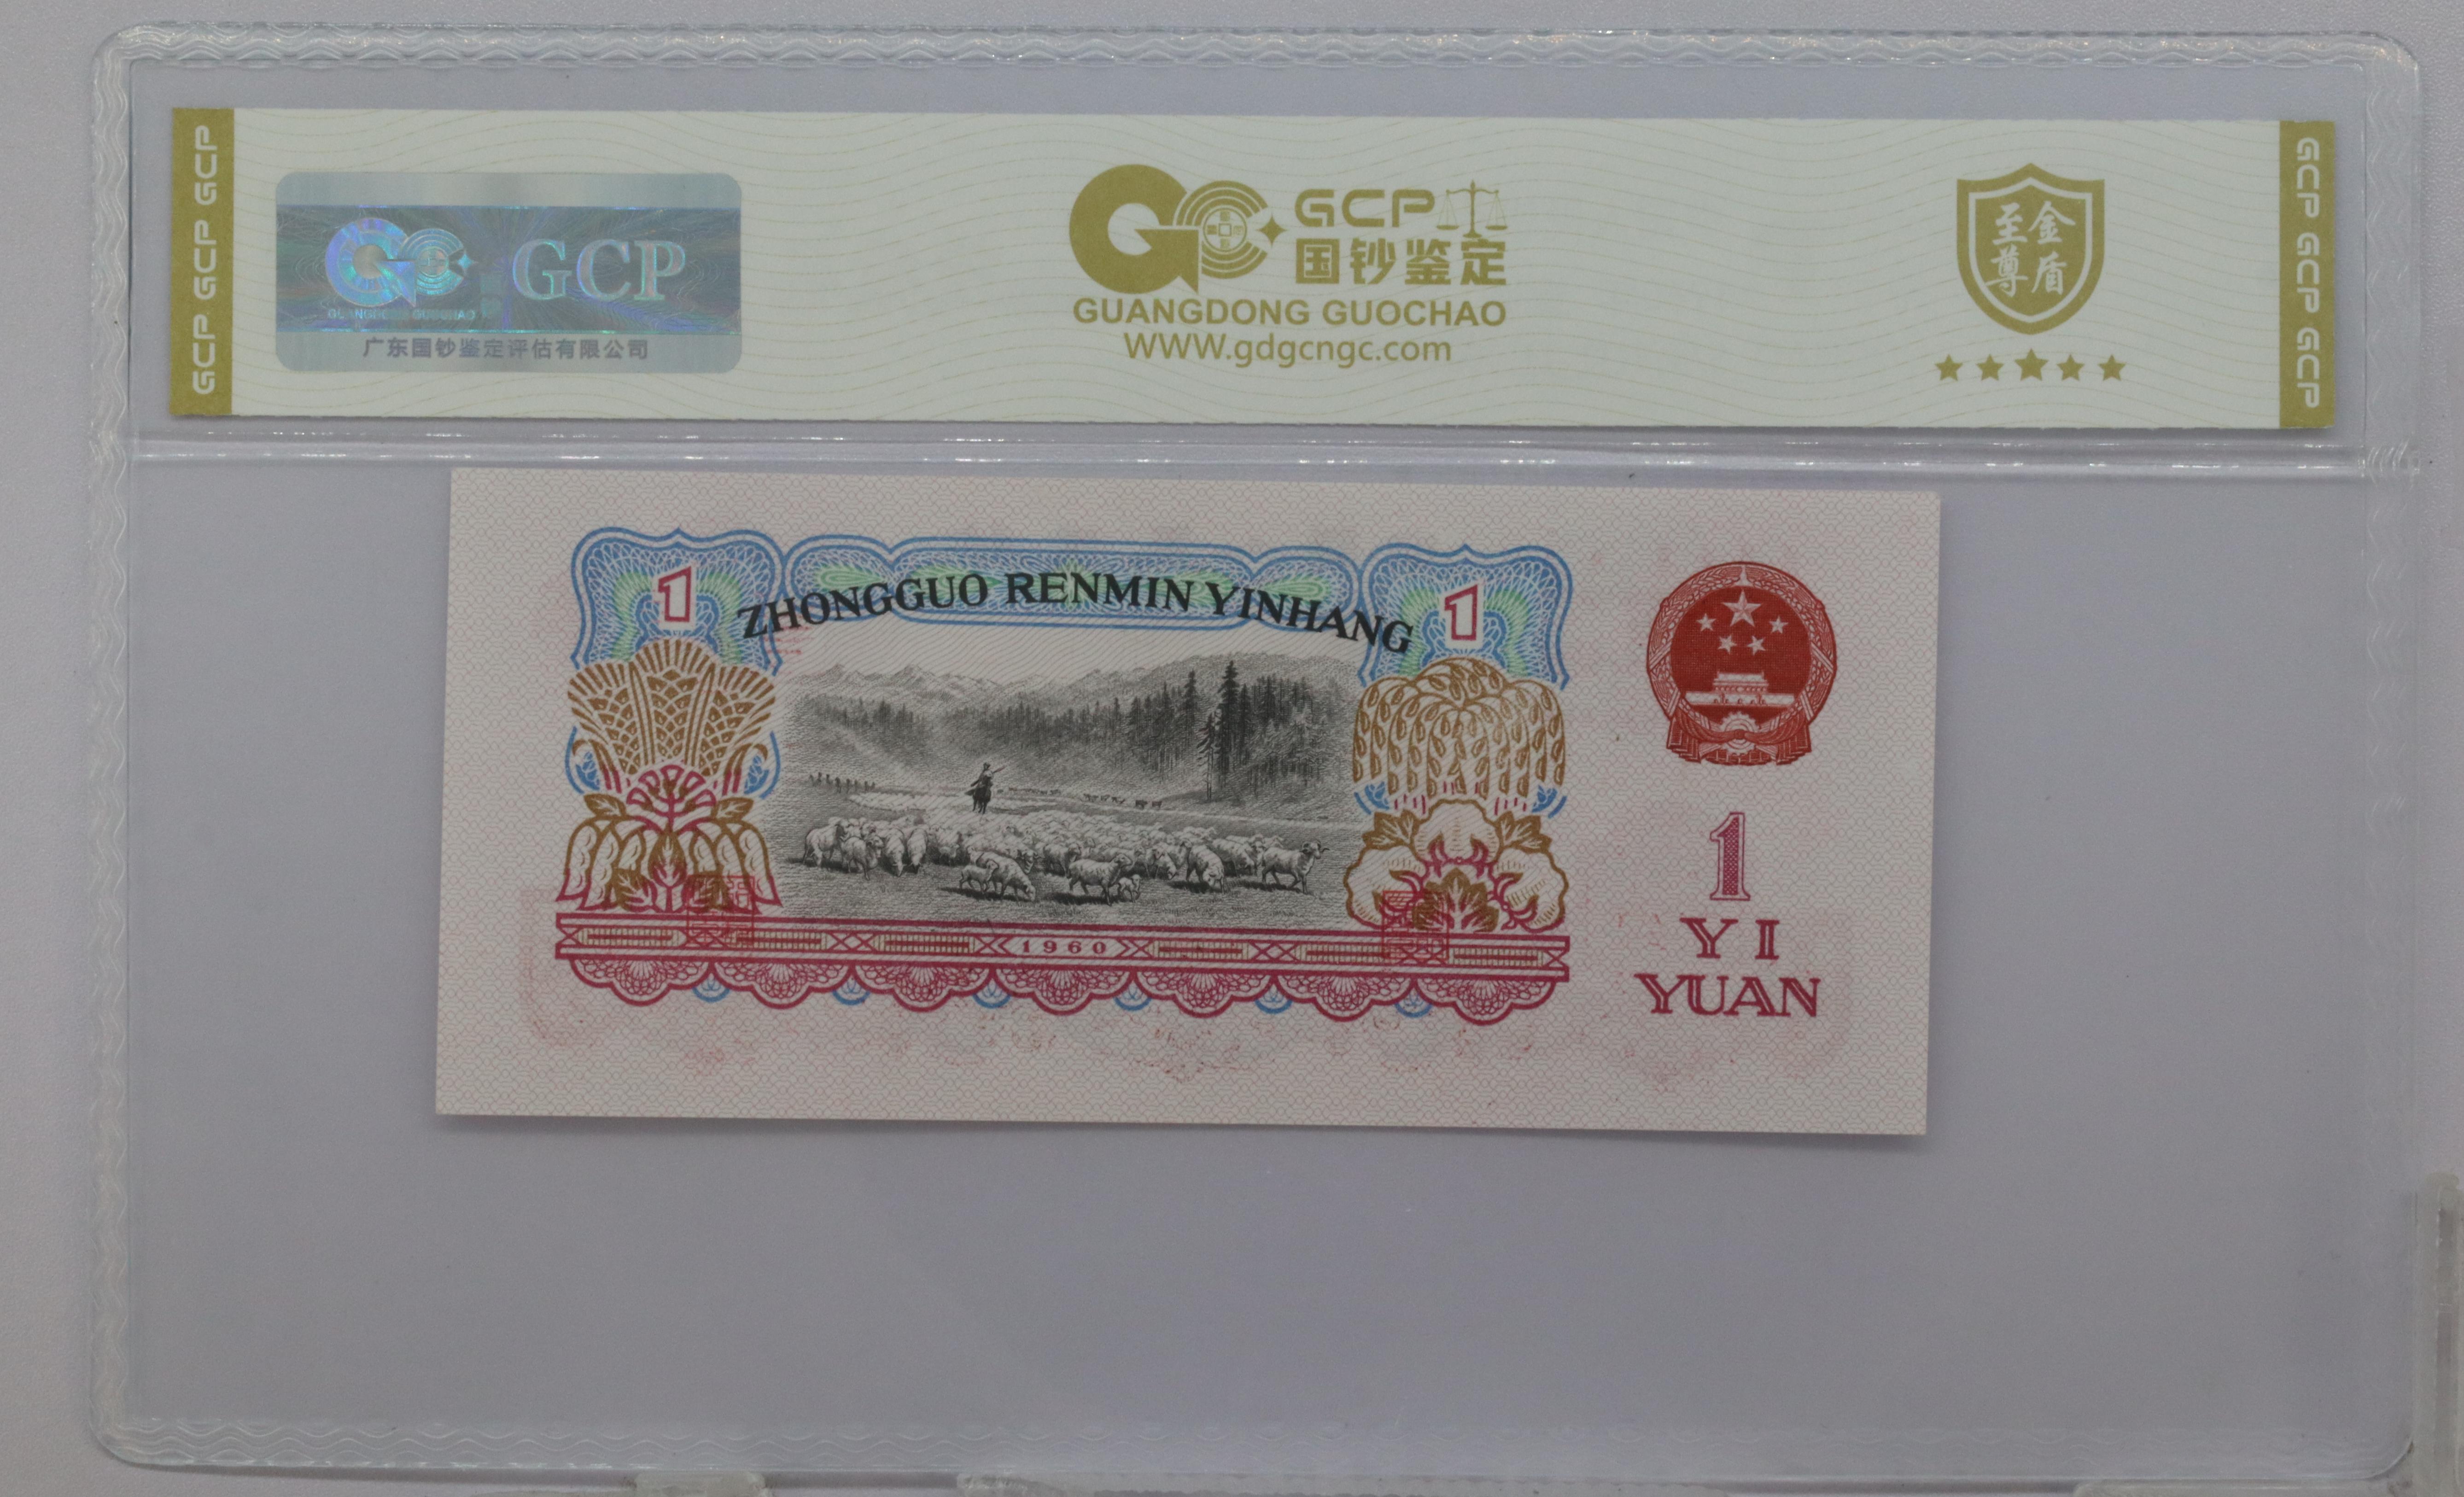 GCP GCP GCP
GCP
GUANGDONG GUOCHAO
广东国钞鉴定评估有限公司
GCP
国钞鉴定
GUANGDONG GUOCHAO
WWW.gdgcngc.com
至尊
金盾
GCP GCP GCP
1
ZHONGGUO RENMIN YINHANG
1
1960
1
YI
YUAN